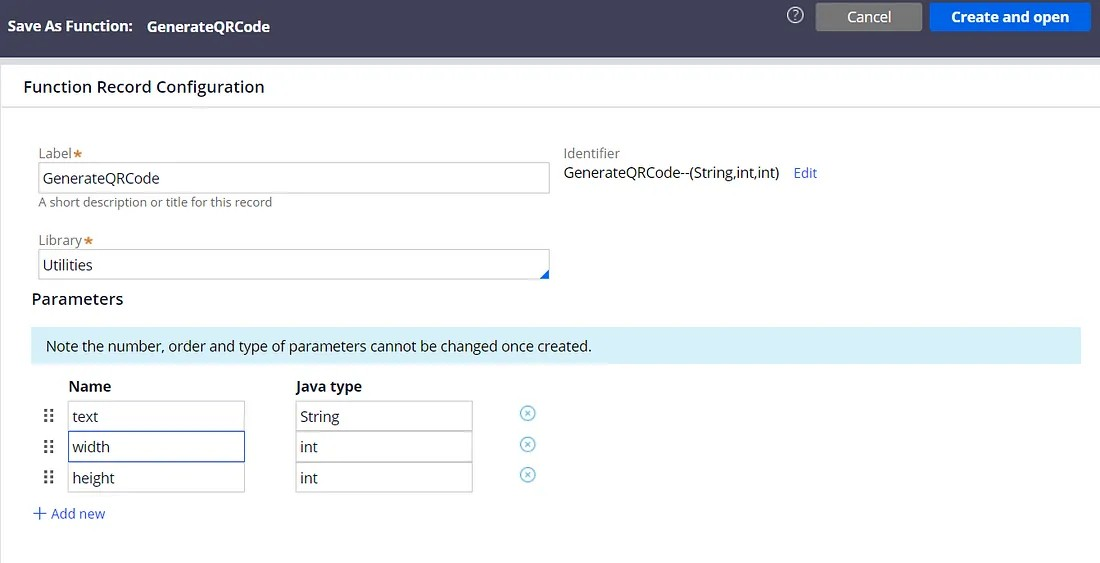 Save As Function: GenerateQRCode
? Cancel Create and open
Function Record Configuration
Label*
GenerateQRCode
A short description or title for this record
Identifier
GenerateQRCode--(String,int,int) Edit
Library*
Utilities
Parameters
Note the number, order and type of parameters cannot be changed once created.
Name Java type
text String
width int
height int
+ Add new